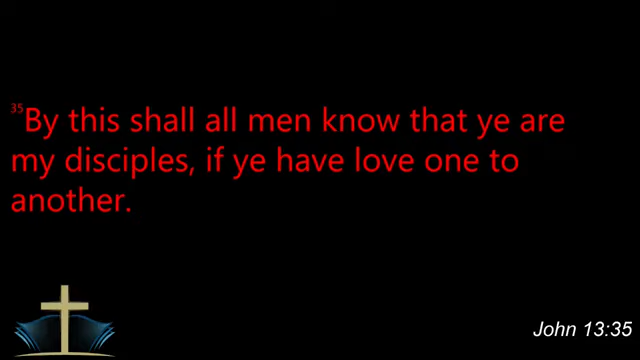 35By this shall all men know that ye are
my disciples, if ye have love one to
another.
John 13:35